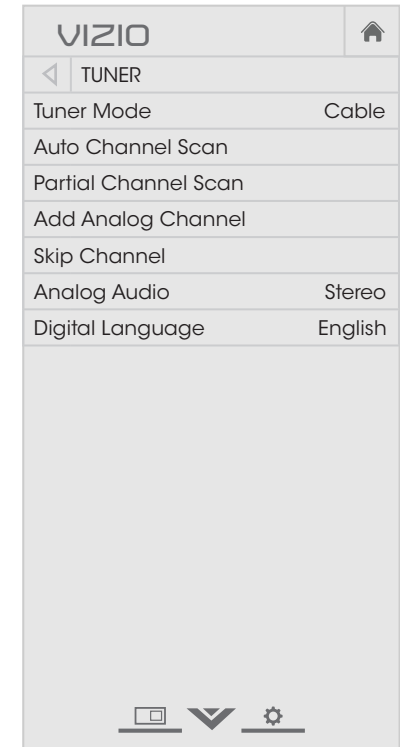 VIZIO
TUNER
Tuner Mode Cable
Auto Channel Scan
Partial Channel Scan
Add Analog Channel
Skip Channel
Analog Audio Stereo
Digital Language English